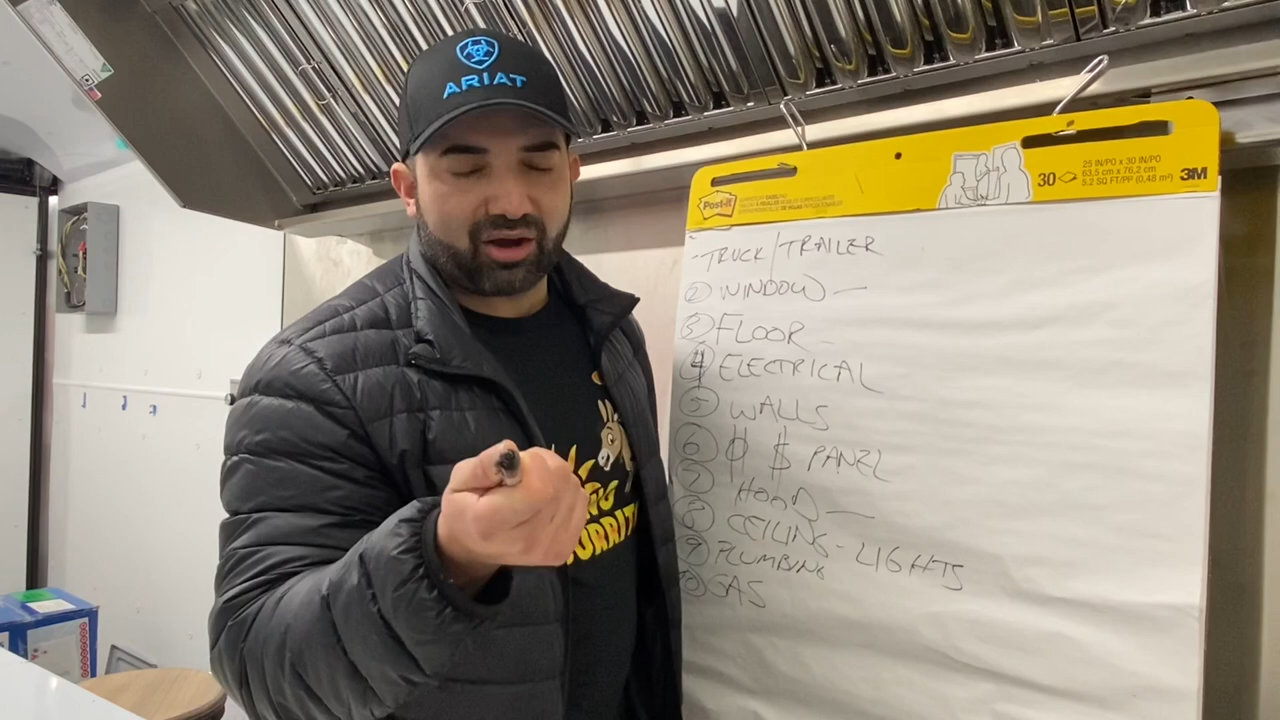 ARIAT
Post-it
30
25 IN/PO x 30 IN/PO
63,5 cm x 76,2 cm
5.2 SQ FT/PP (0,48 m²)
3M
- TRUCK/TRAILER
2 WINDOW —
3 FLOOR -
4 ELECTRICAL
5 WALLS
6 $ $ PANEL
7 HOOD —
8 CEILING - LIGHTS
9 PLUMBING
10 GAS